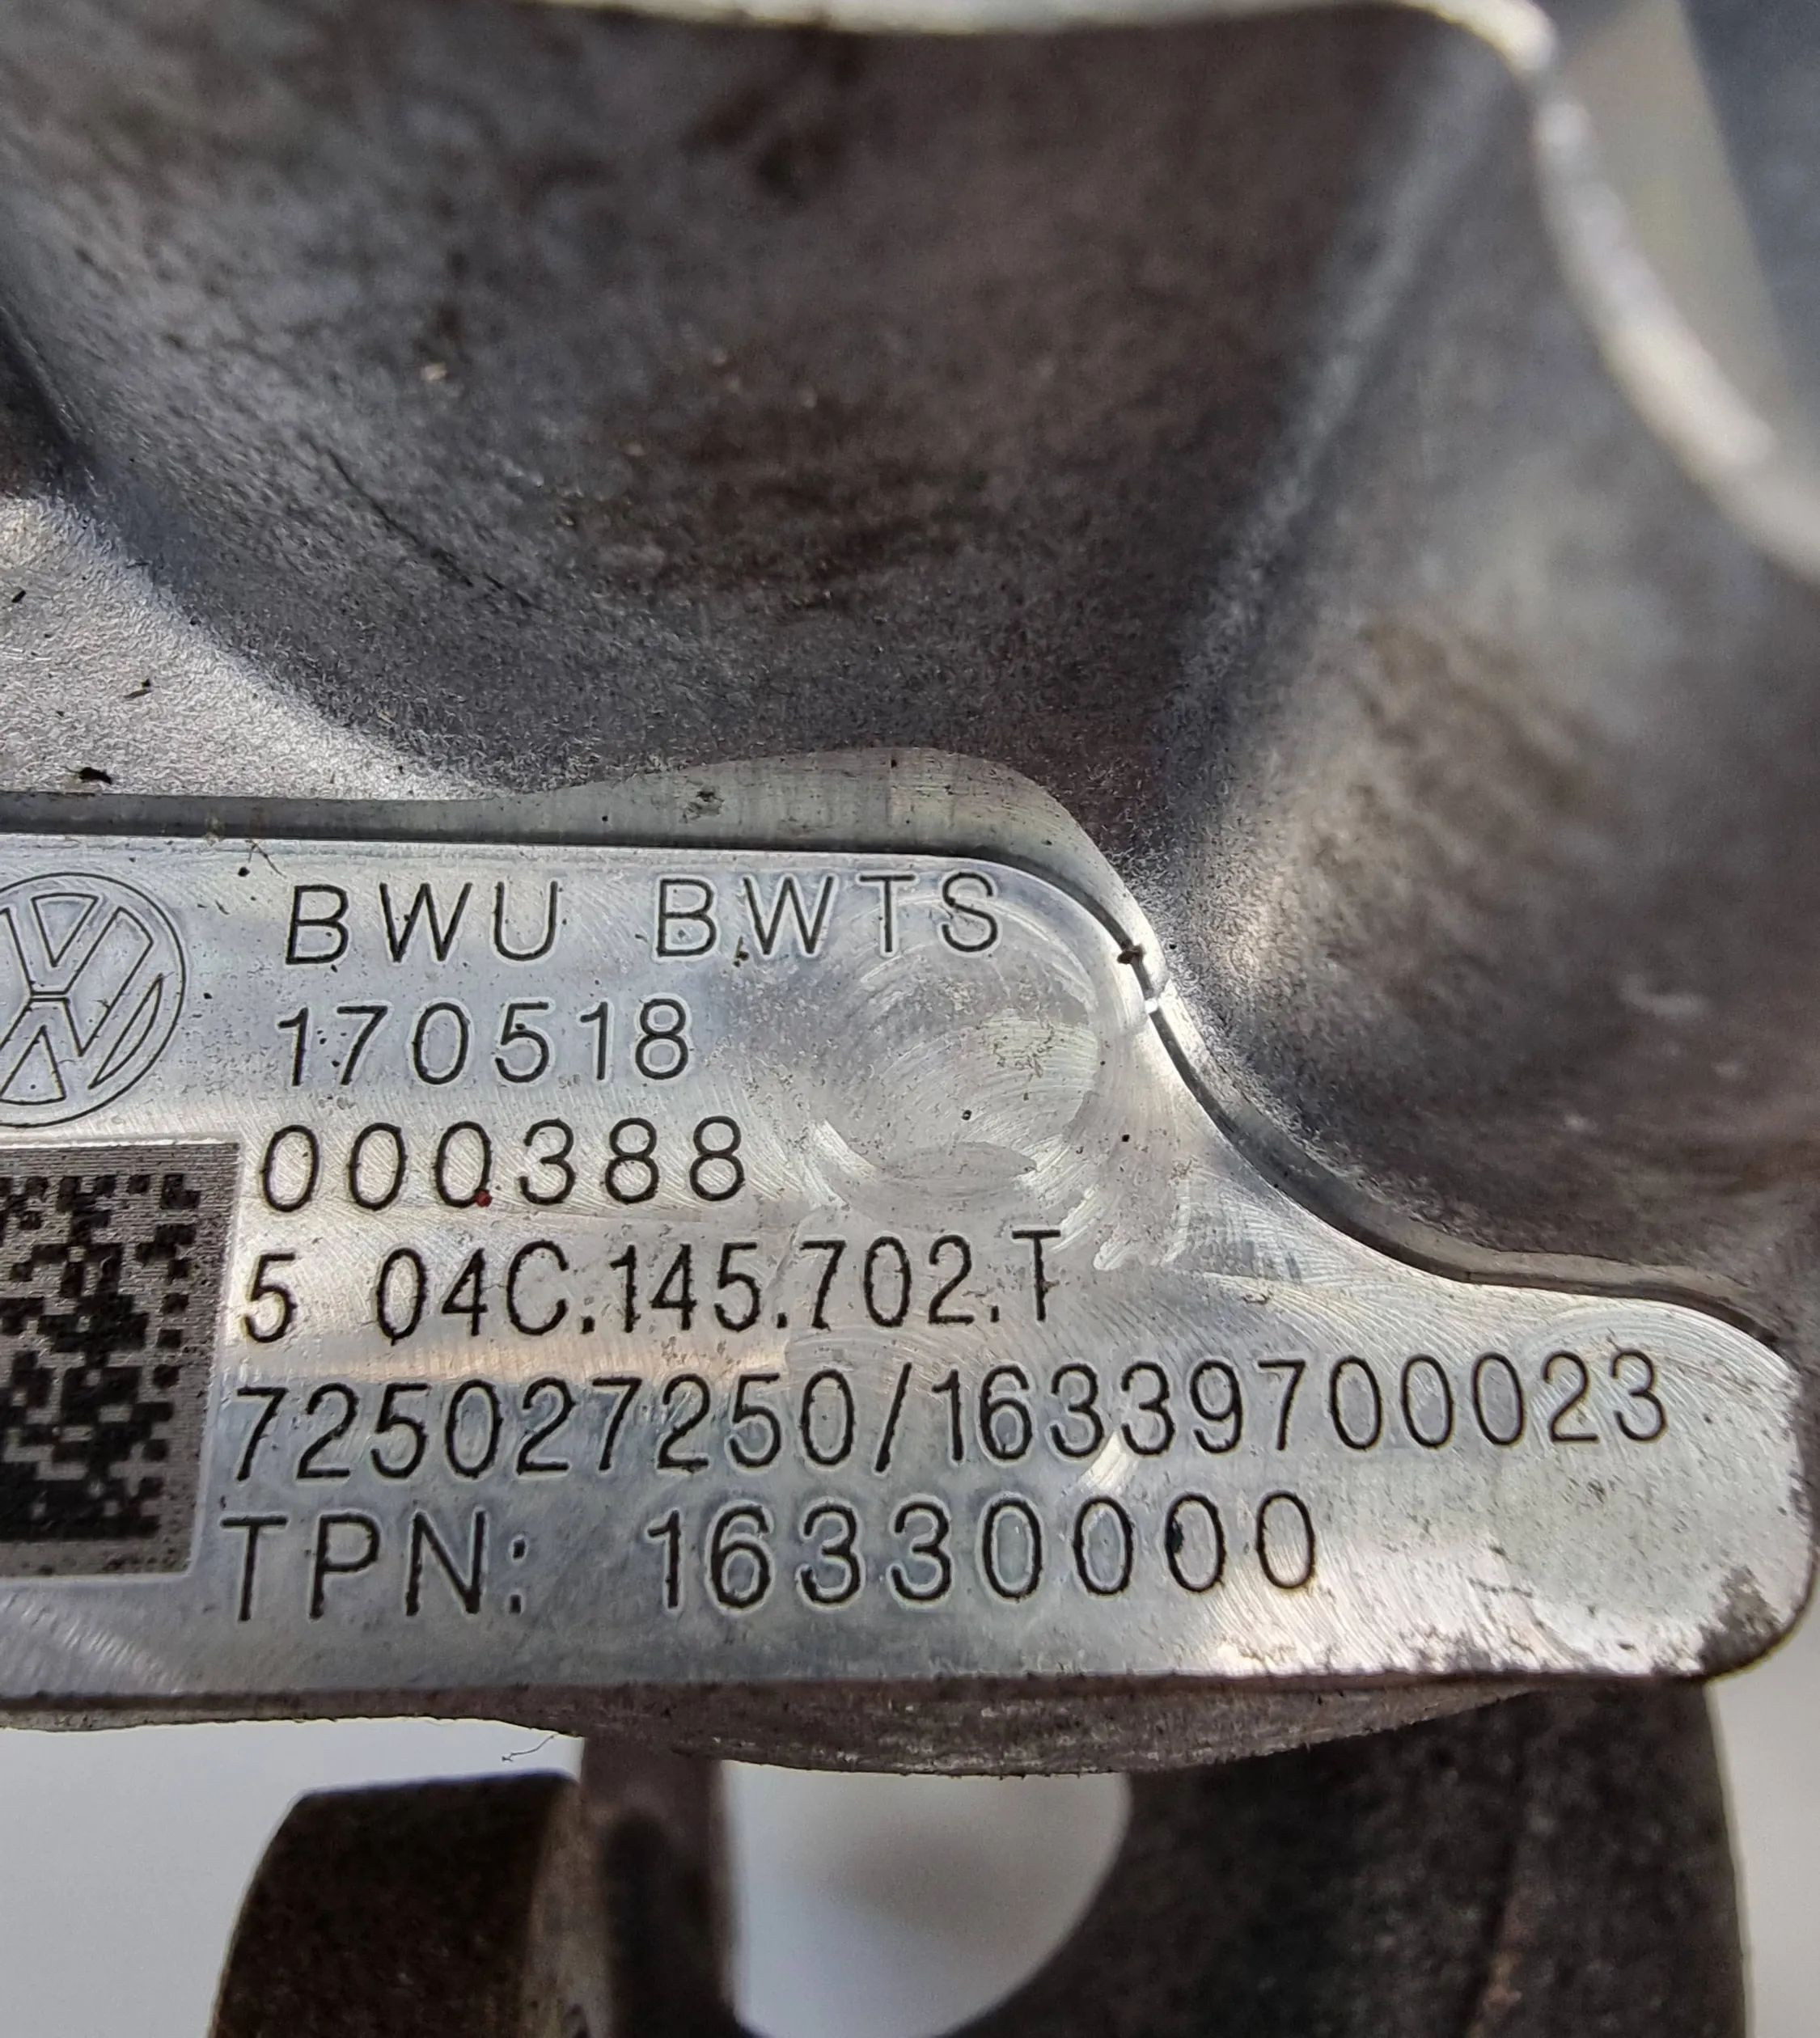 BWU BWTS
170518
000388
5 04C.145.702.T
725027250/16339700023
TPN: 16330000